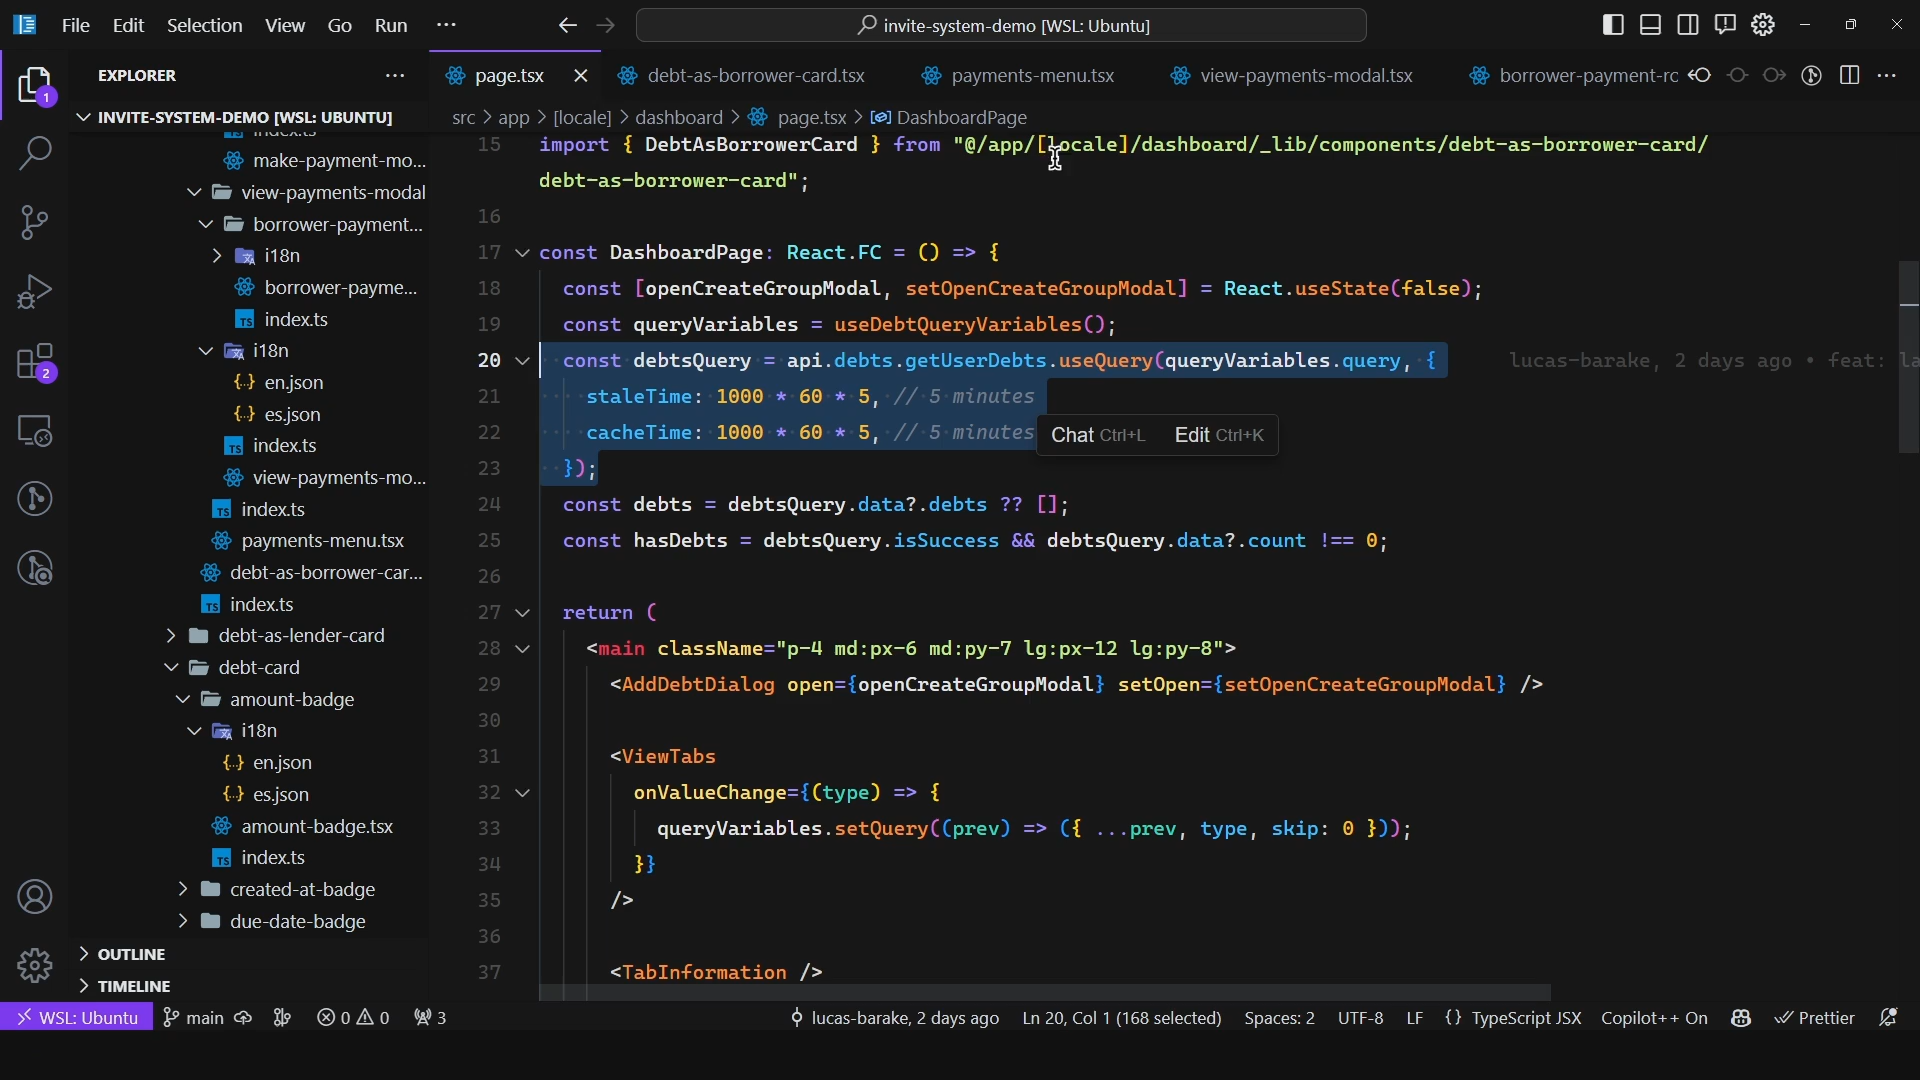 File Edit Selection View Go Run ···
invite-system-demo [WSL: Ubuntu]
EXPLORER
page.tsx
debt-as-borrower-card.tsx
payments-menu.tsx
view-payments-modal.tsx
borrower-payment-rc
INVITE-SYSTEM-DEMO [WSL: UBUNTU]
src > app > [locale] > dashboard > page.tsx > DashboardPage
index.ts
make-payment-mo...
view-payments-modal
borrower-payment...
i18n
borrower-payme...
index.ts
i18n
en.json
es.json
index.ts
view-payments-mo...
index.ts
payments-menu.tsx
debt-as-borrower-car...
index.ts
debt-as-lender-card
debt-card
amount-badge
i18n
en.json
es.json
amount-badge.tsx
index.ts
created-at-badge
due-date-badge
OUTLINE
TIMELINE
15 import { DebtAsBorrowerCard } from "@/app/[locale]/dashboard/_lib/components/debt-as-borrower-card/
debt-as-borrower-card";
16
17 const DashboardPage: React.FC = () => {
18 const [openCreateGroupModal, setOpenCreateGroupModal] = React.useState(false);
19 const queryVariables = useDebtQueryVariables();
20 const debtsQuery = api.debts.getUserDebts.useQuery(queryVariables.query, {
lucas-barake, 2 days ago • feat: la
21 staleTime: 1000 * 60 * 5, // 5 minutes
22 cacheTime: 1000 * 60 * 5, // 5 minutes
Chat Ctrl+L Edit Ctrl+K
23 });
24 const debts = debtsQuery.data?.debts ?? [];
25 const hasDebts = debtsQuery.isSuccess && debtsQuery.data?.count !== 0;
26
27 return (
28 <main className="p-4 md:px-6 md:py-7 lg:px-12 lg:py-8">
29 <AddDebtDialog open={openCreateGroupModal} setOpen={setOpenCreateGroupModal} />
30
31 <ViewTabs
32 onValueChange={(type) => {
33 queryVariables.setQuery((prev) => ({ ...prev, type, skip: 0 }));
34 }}
35 />
36
37 <TabInformation />
WSL: Ubuntu main 0 0 3 lucas-barake, 2 days ago Ln 20, Col 1 (168 selected) Spaces: 2 UTF-8 LF {} TypeScript JSX Copilot++ On Prettier
1
2